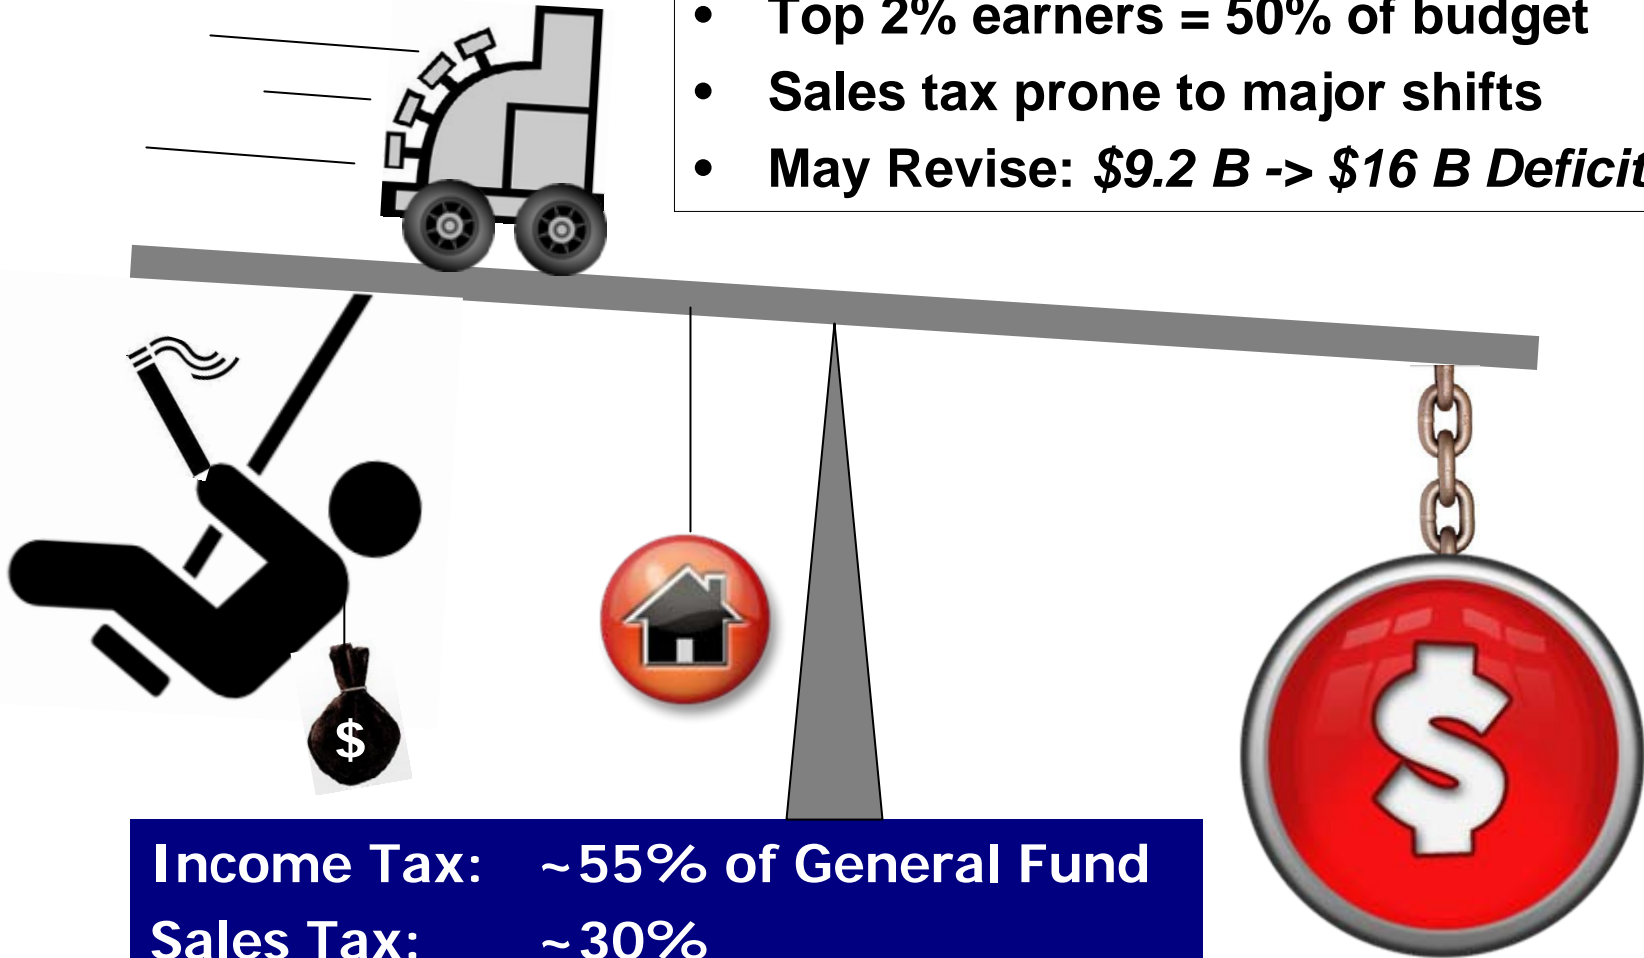 • Top 2% earners = 50% of budget
• Sales tax prone to major shifts
• May Revise: $9.2 B -> $16 B Deficit
$
$
Income Tax: ~55% of General Fund
Sales Tax: ~30%